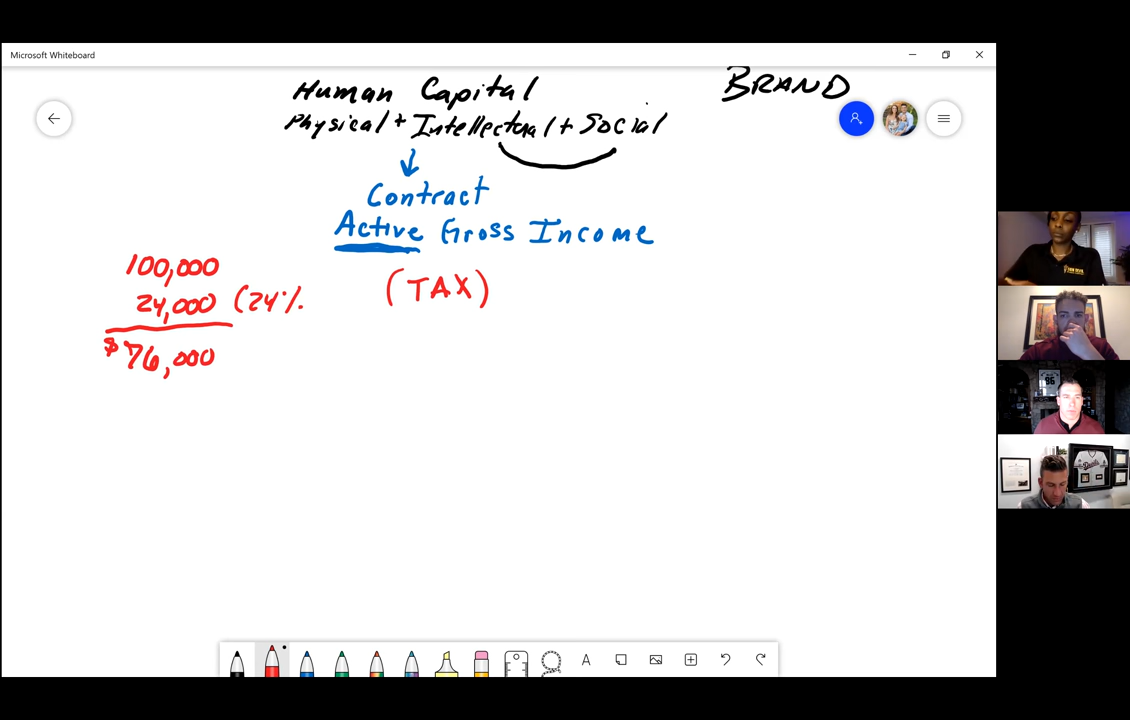 Microsoft Whiteboard
Human Capital
BRAND
Physical + Intellectual + Social
Contract
Active Gross Income
100,000
24,000 (24%
$76,000
(TAX)
A